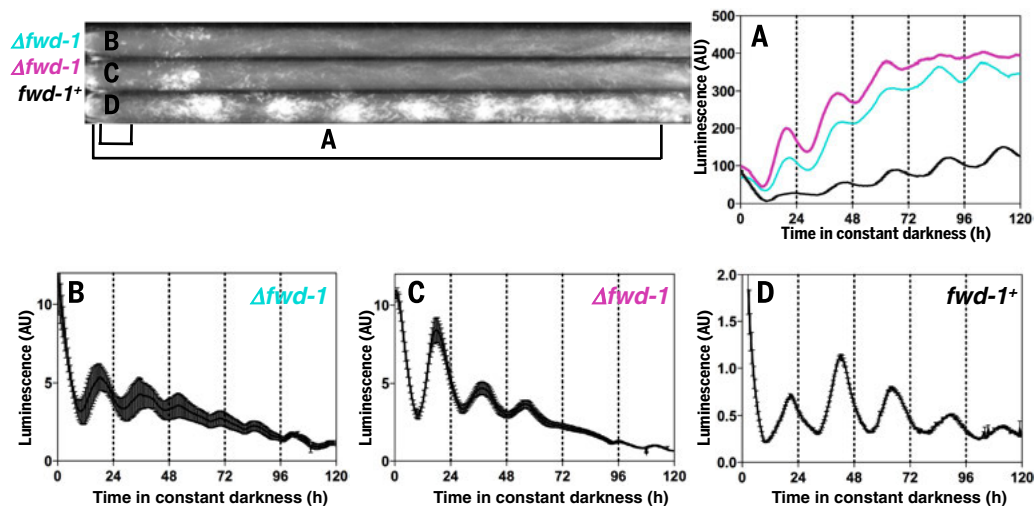 Δfwd-1
Δfwd-1
fwd-1+
B
C
D
A
A
Luminescence (AU)
500
400
300
200
100
0
0 24 48 72 96 120
Time in constant darkness (h)
B
Δfwd-1
Luminescence (AU)
10
5
0
0 24 48 72 96 120
Time in constant darkness (h)
C
Δfwd-1
Luminescence (AU)
10
5
0
0 24 48 72 96 120
Time in constant darkness (h)
D
fwd-1+
Luminescence (AU)
2.0
1.5
1.0
0.5
0.0
0 24 48 72 96 120
Time in constant darkness (h)